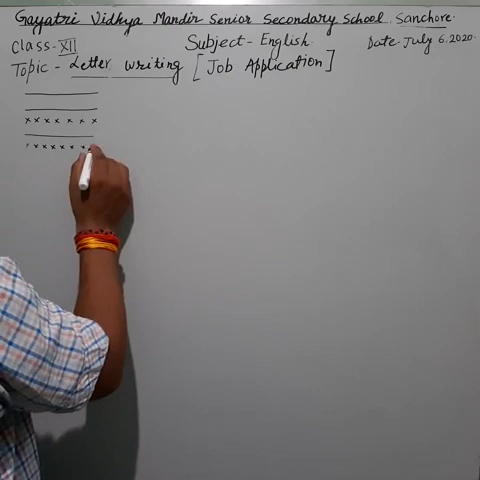 Gayatri Vidhya Mandir Senior Secondary School. Sanchore.
Class-XII Subject- English. Date. July 6.2020.
Topic - Letter writing [Job Application]
x x x x x x x
x x x x x x x